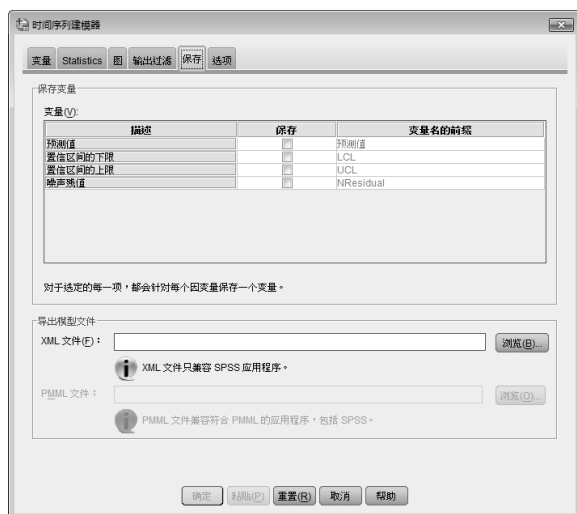 时间序列建模器
变量 Statistics 图 输出过滤 保存 选项
保存变量
变量(V):
描述 保存 变量名的前缀
预测值 预测值
置信区间的下限 LCL
置信区间的上限 UCL
噪声残值 NResidual
对于选定的每一项，都会针对每个因变量保存一个变量。
导出模型文件
XML 文件(F)： 浏览(B)...
XML 文件只兼容 SPSS 应用程序。
PMML 文件： 浏览(O)...
PMML 文件兼容符合 PMML 的应用程序，包括 SPSS。
确定 粘贴(P) 重置(R) 取消 帮助